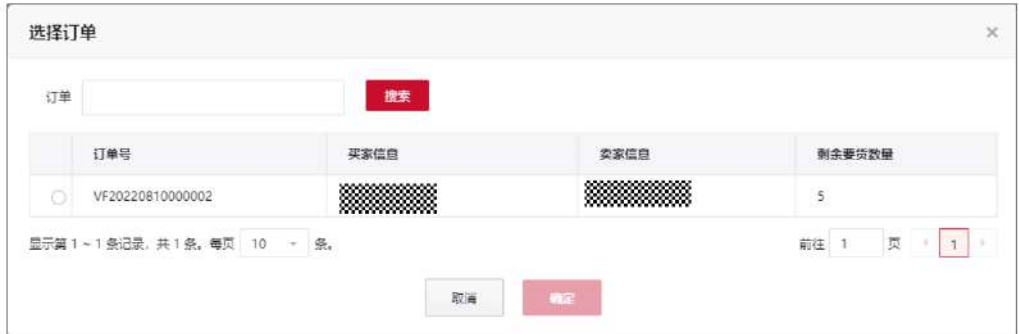 选择订单 ×
订单 搜索
订单号 买家信息 卖家信息 剩余要货数量
VF20220810000002 5
显示第 1 ~ 1 条记录，共 1 条。每页 10 条。 前往 1 页 1
取消 确定